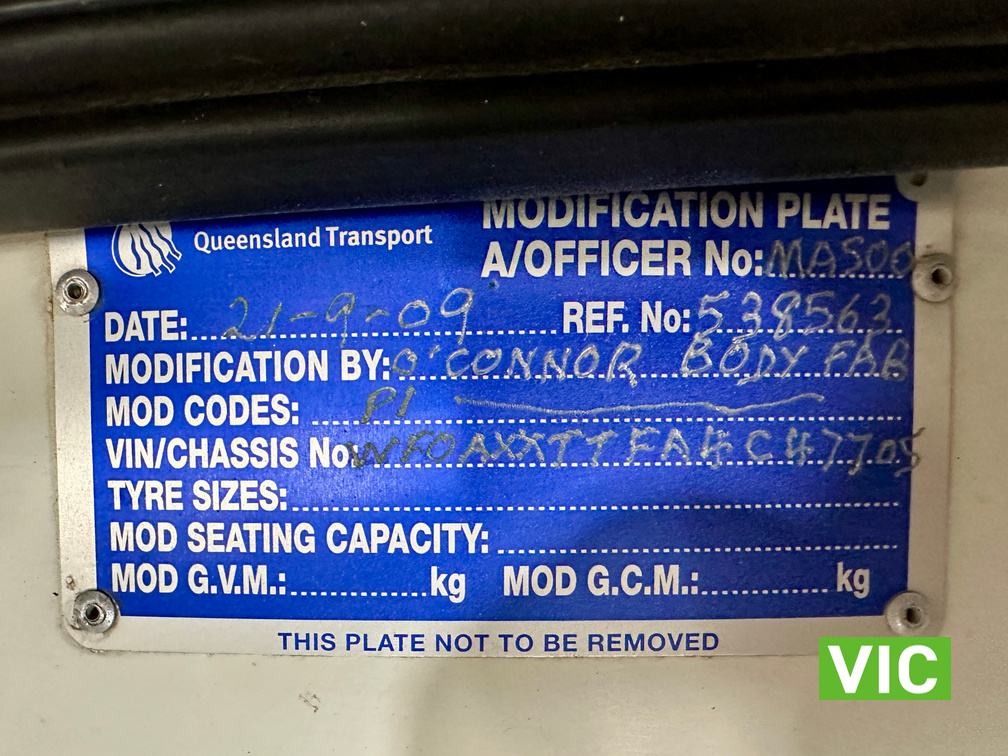 MODIFICATION PLATE
Queensland Transport
A/OFFICER No: MA500
DATE: 21-9-09 REF. No: 538563
MODIFICATION BY: O'CONNOR BODY FAB
MOD CODES: P1
VIN/CHASSIS No WF0AXXTTFA4C47705
TYRE SIZES:
MOD SEATING CAPACITY:
MOD G.V.M.: kg MOD G.C.M.: kg
THIS PLATE NOT TO BE REMOVED
VIC